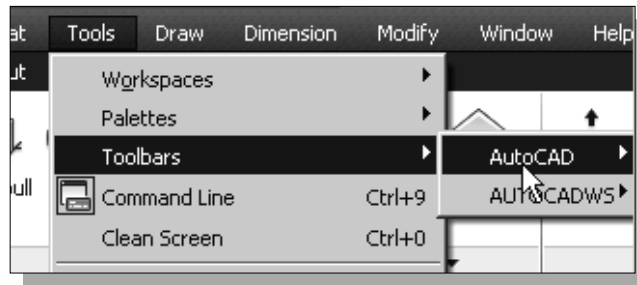 at Tools Draw Dimension Modify Window Help
ut
Workspaces
Palettes
Toolbars
AutoCAD
ull
Command Line Ctrl+9
AUTOCADWS
Clean Screen Ctrl+0